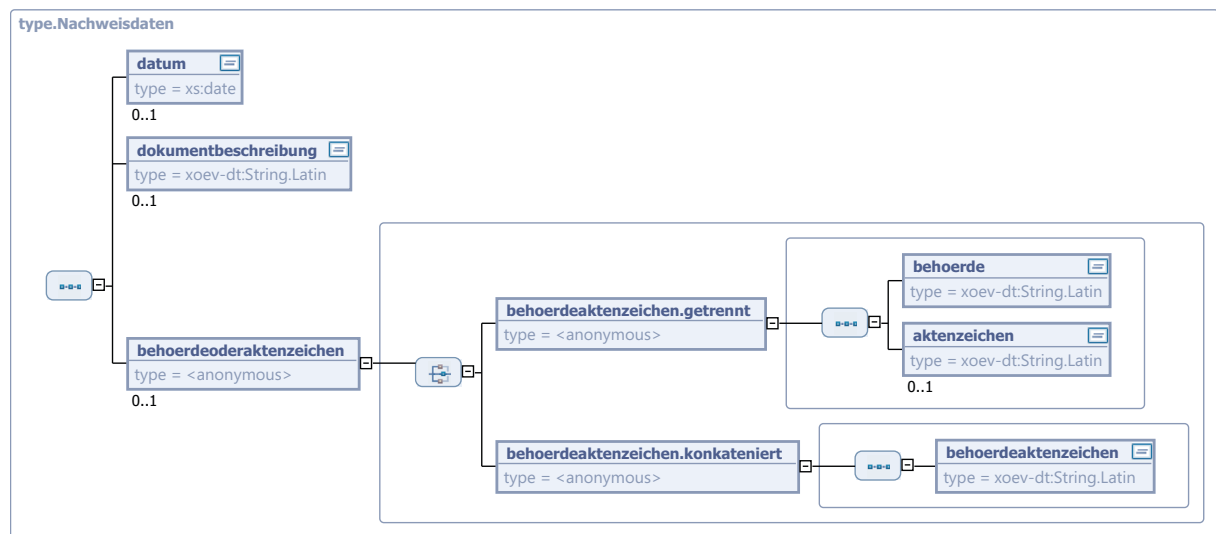 type.Nachweisdaten
datum
type = xs:date
0..1
dokumentbeschreibung
type = xoev-dt:String.Latin
0..1
behoerdeoderaktenzeichen
type = <anonymous>
0..1
behoerdeaktenzeichen.getrennt
type = <anonymous>
behoerde
type = xoev-dt:String.Latin
aktenzeichen
type = xoev-dt:String.Latin
0..1
behoerdeaktenzeichen.konkateniert
type = <anonymous>
behoerdeaktenzeichen
type = xoev-dt:String.Latin